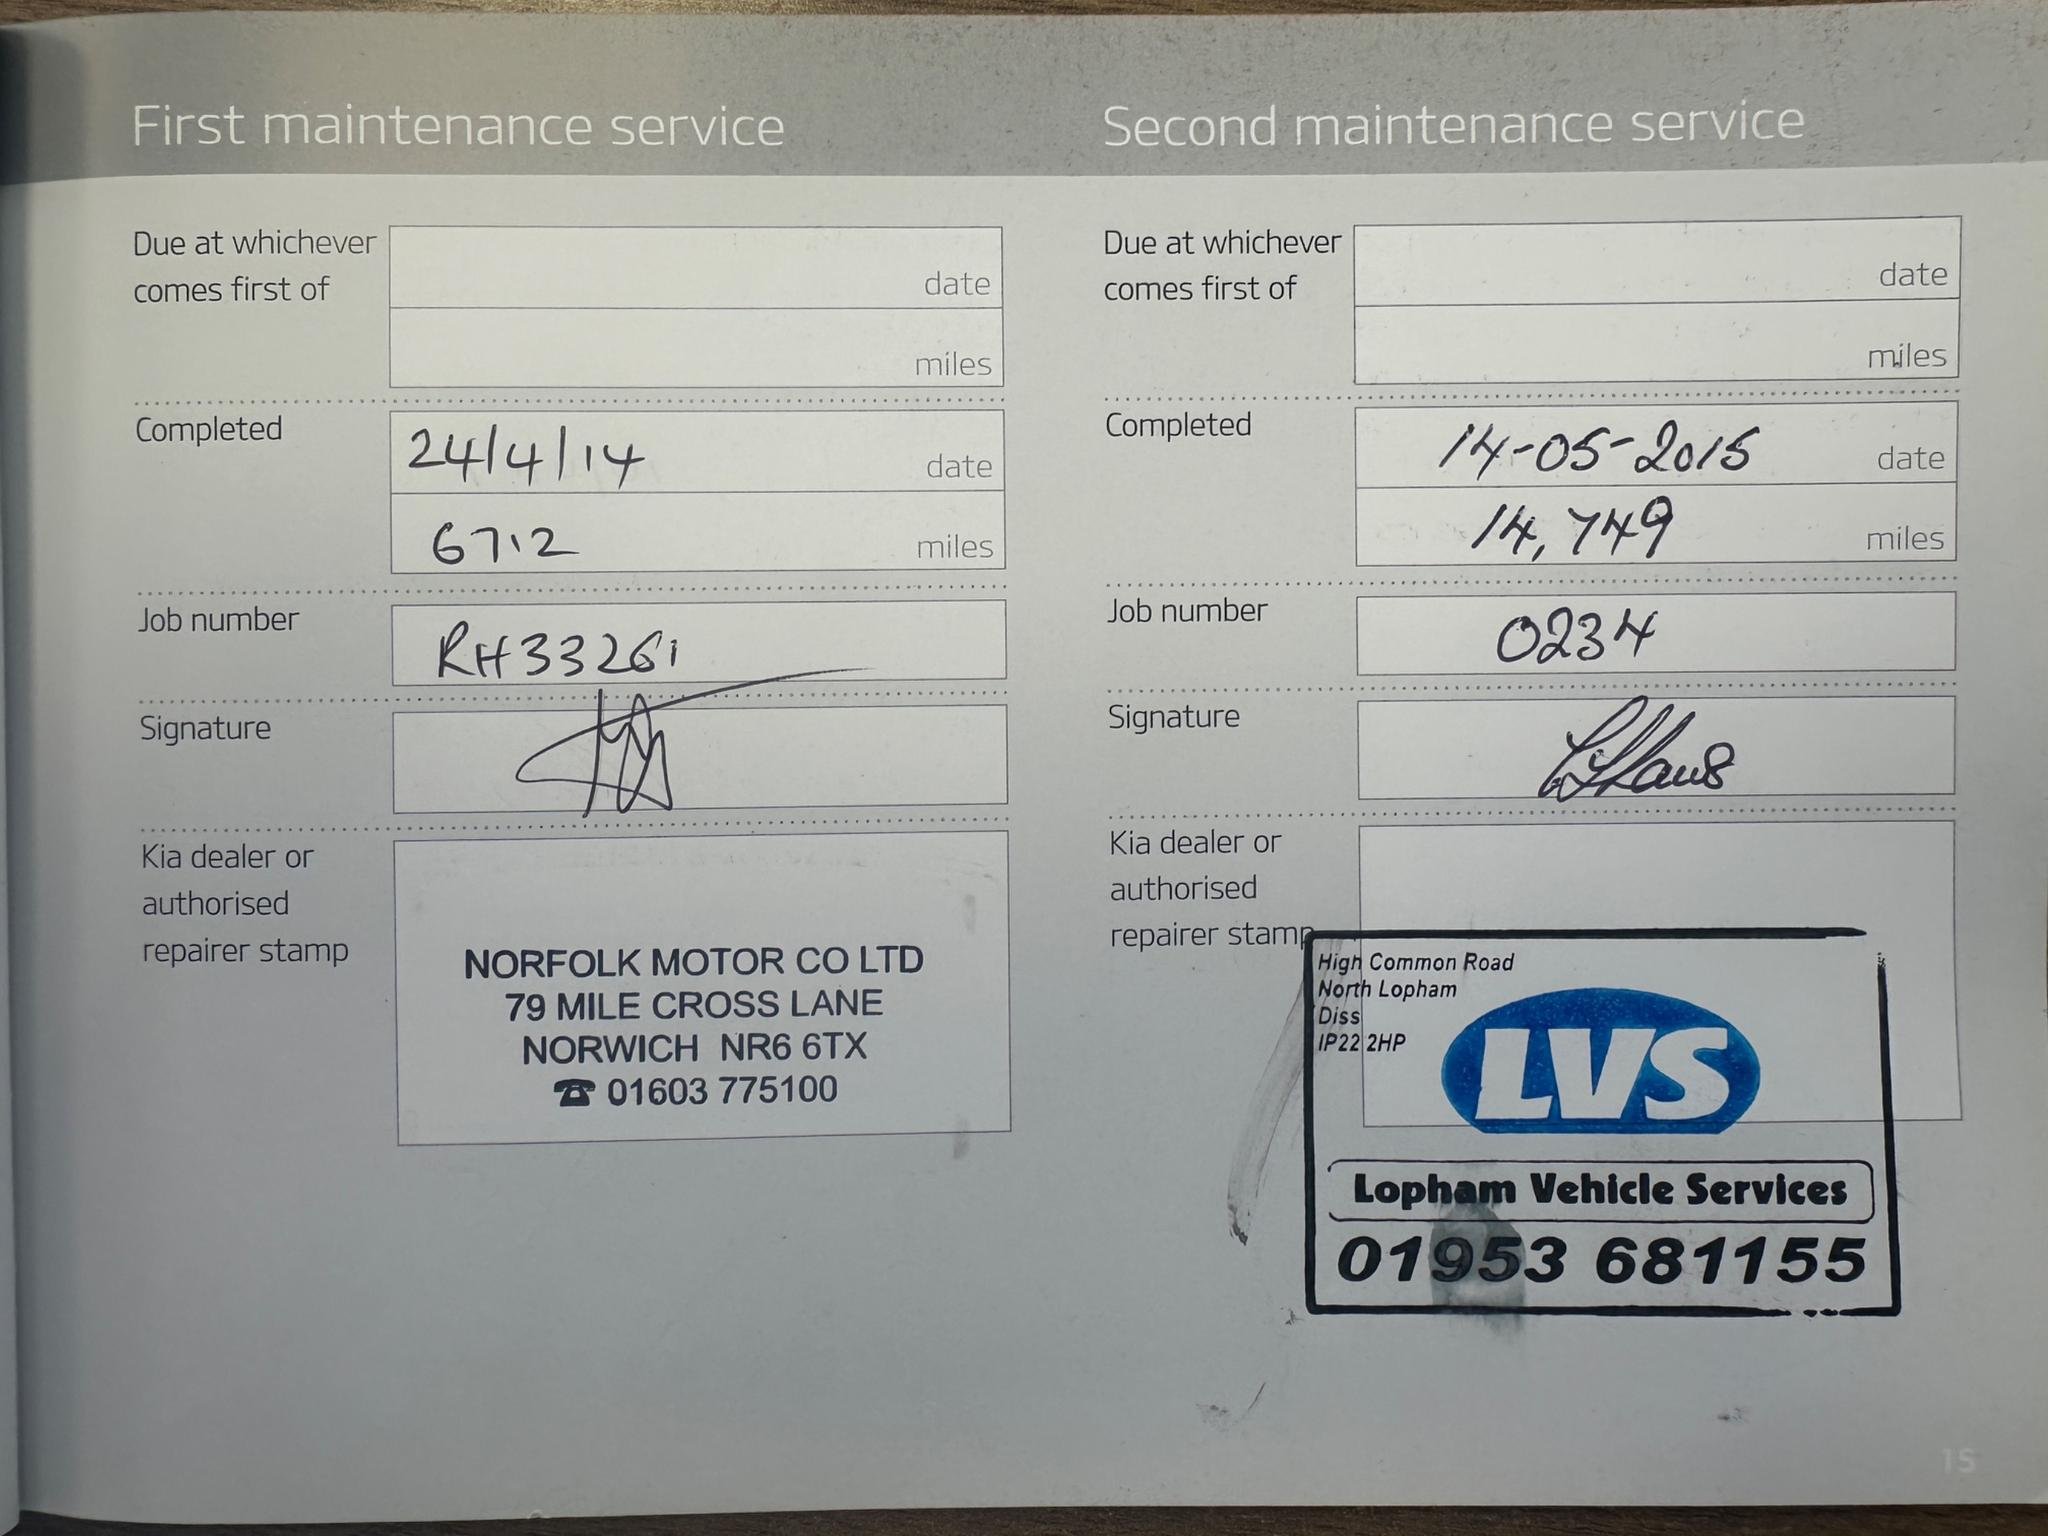 First maintenance service
Due at whichever
comes first of
date
miles
Completed
24/4/14 date
6712 miles
Job number
RH33261
Signature
Kia dealer or
authorised
repairer stamp
NORFOLK MOTOR CO LTD
79 MILE CROSS LANE
NORWICH NR6 6TX
☎ 01603 775100
Second maintenance service
Due at whichever
comes first of
date
miles
Completed
14-05-2015 date
14,749 miles
Job number
0234
Signature
Kia dealer or
authorised
repairer stamp
High Common Road
North Lopham
Diss
IP22 2HP
LVS
Lopham Vehicle Services
01953 681155
15